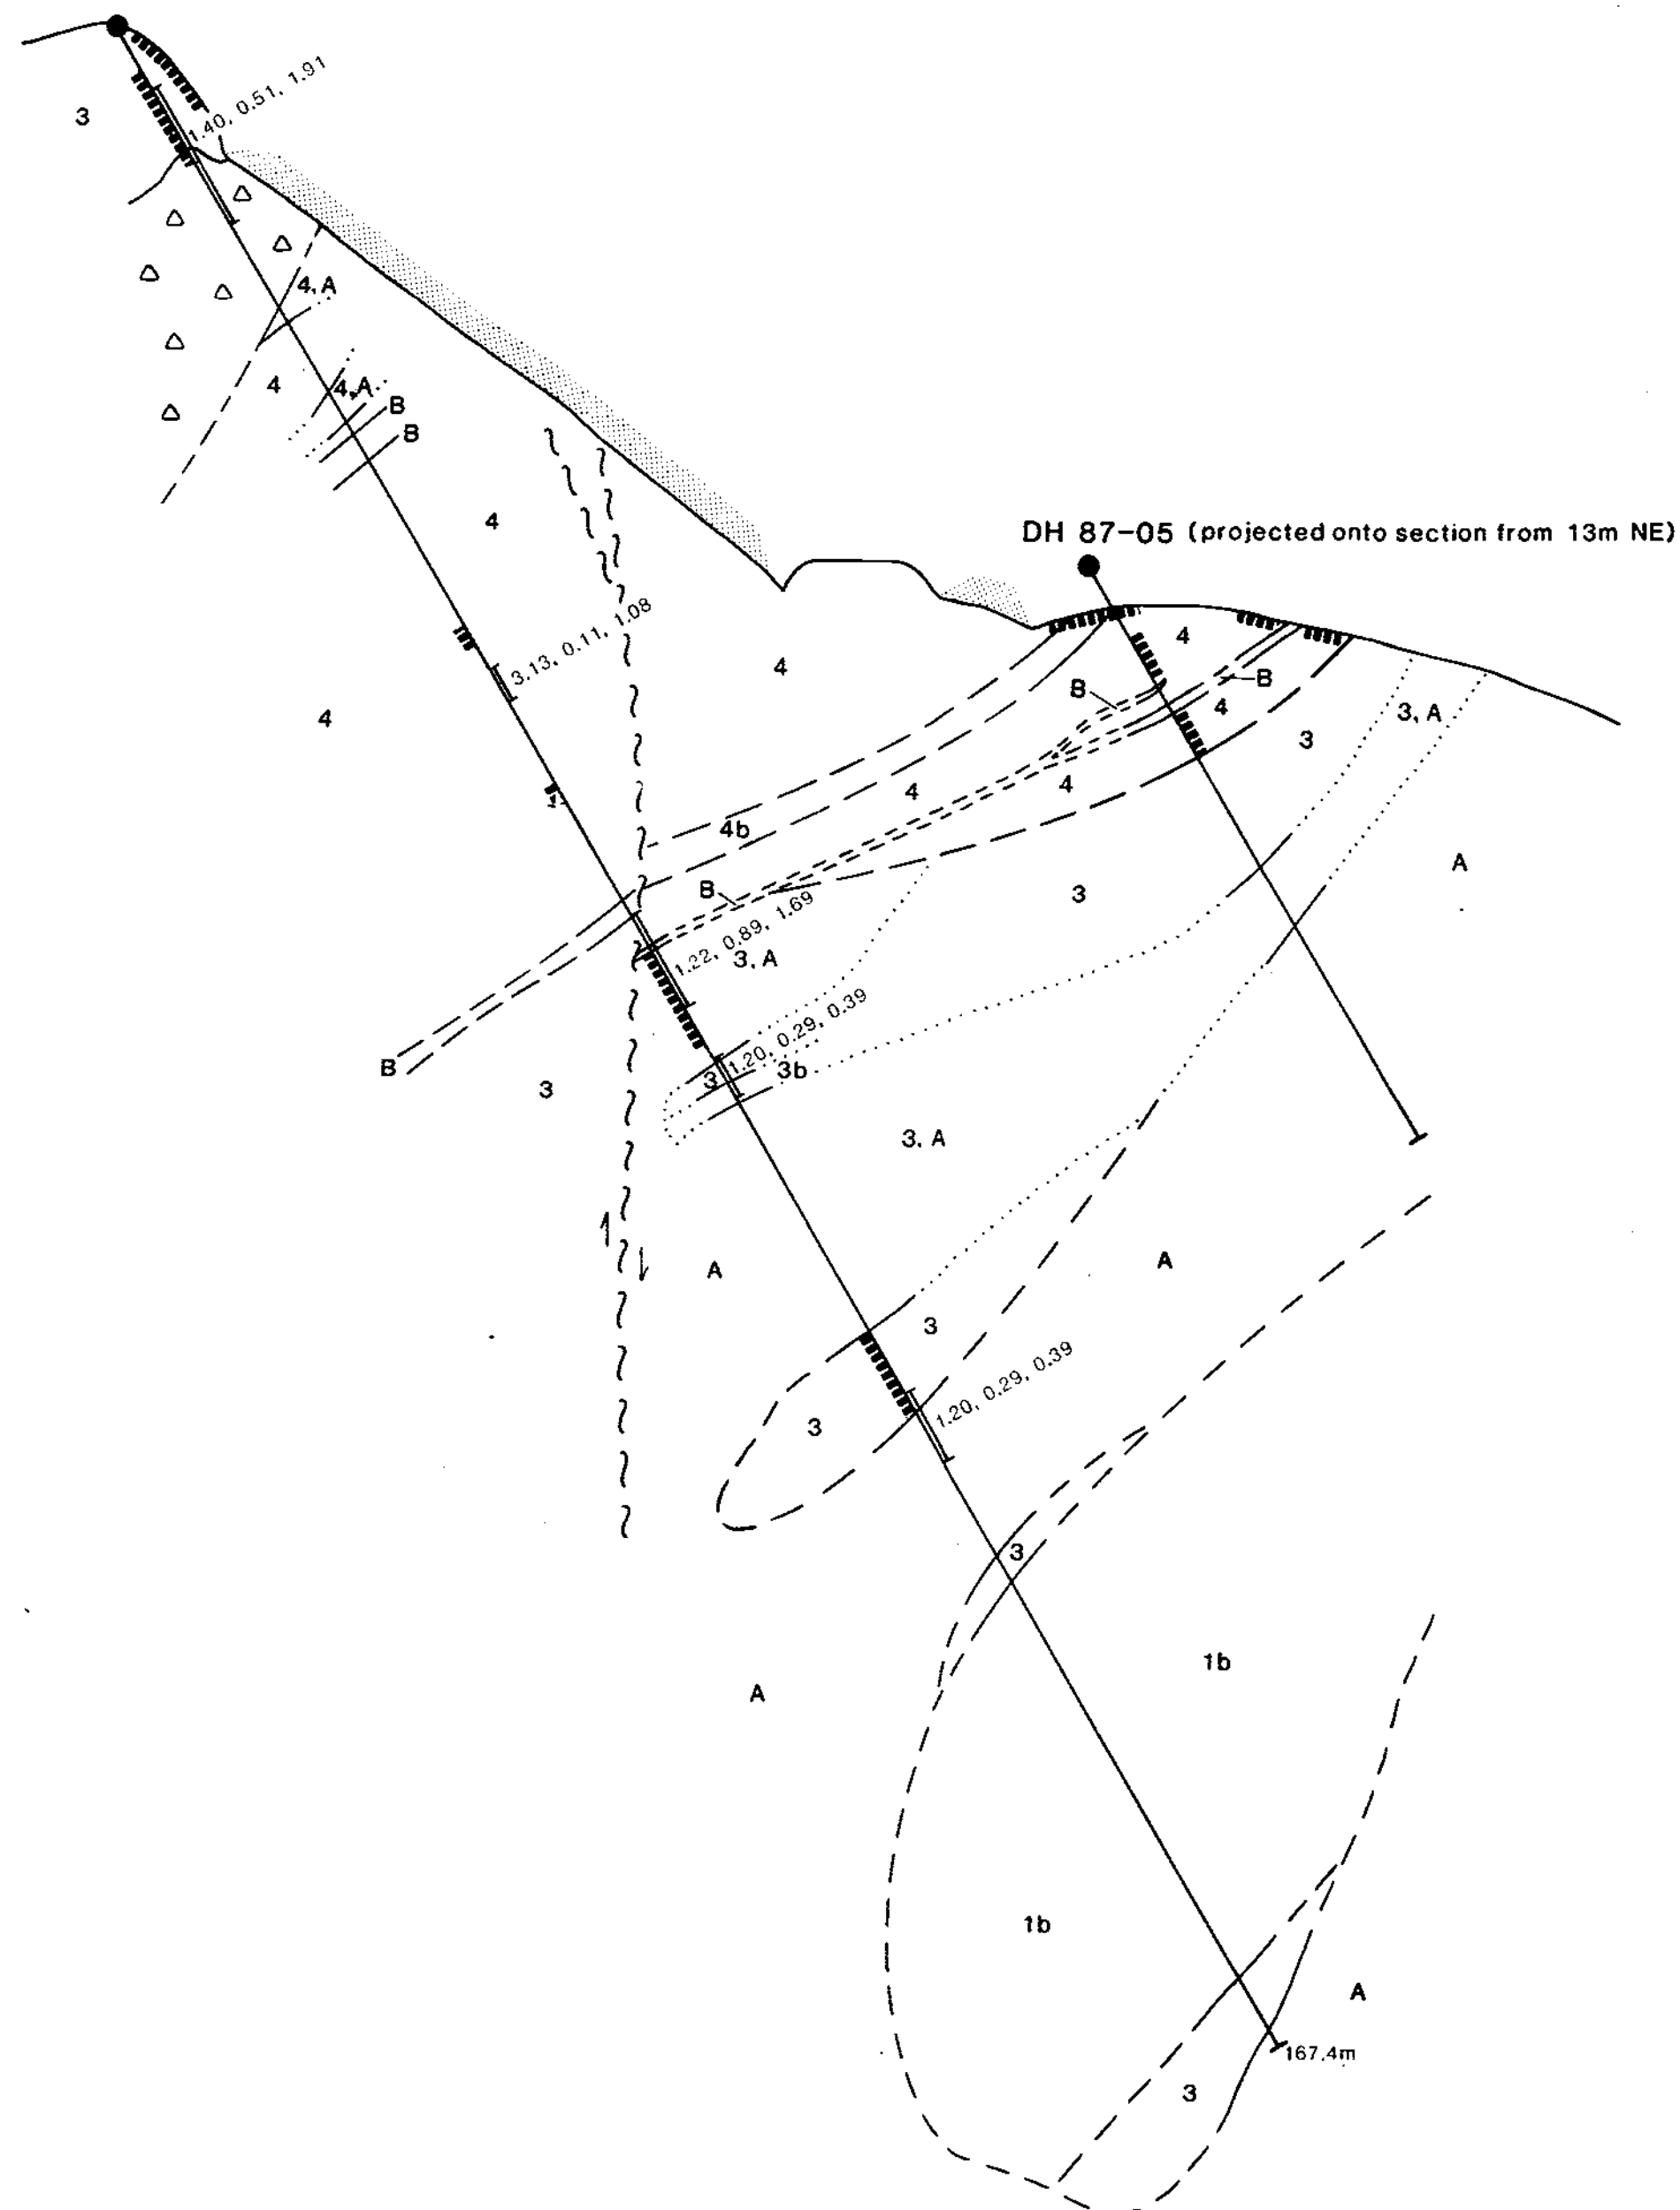 1.40, 0.51, 1.91
3
4, A
4
4, A
B
B
4
DH 87-05 (projected onto section from 13m NE)
3.13, 0.11, 1.08
4
4
4
B
B
4
3, A
3
4
4
4b
A
B
3
1.22, 0.89, 1.69
3, A
1.20, 0.29, 0.39
B
3
3
3b
3, A
A
A
3
1.20, 0.29, 0.39
3
3
1b
A
1b
A
167.4m
3